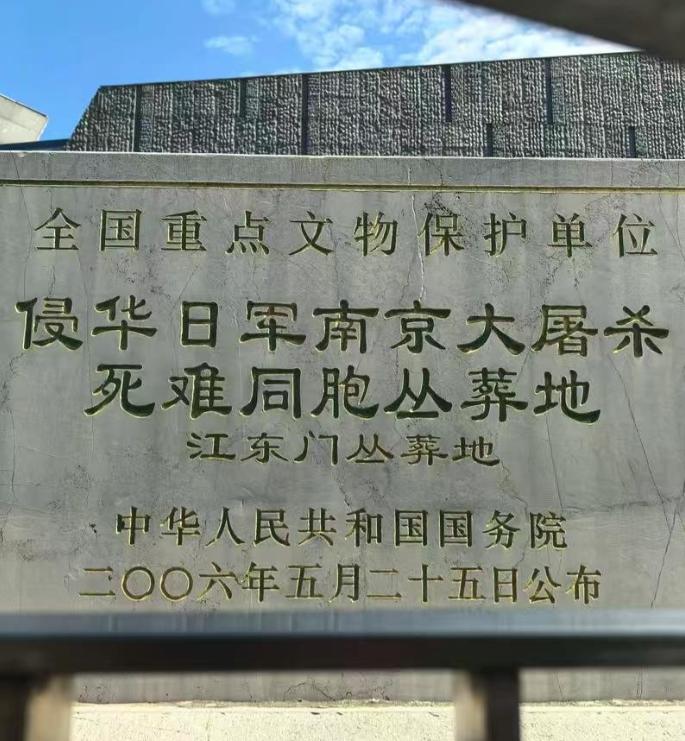 全国重点文物保护单位
侵华日军南京大屠杀
死难同胞丛葬地
江东门丛葬地
中华人民共和国国务院
二〇〇六年五月二十五日公布